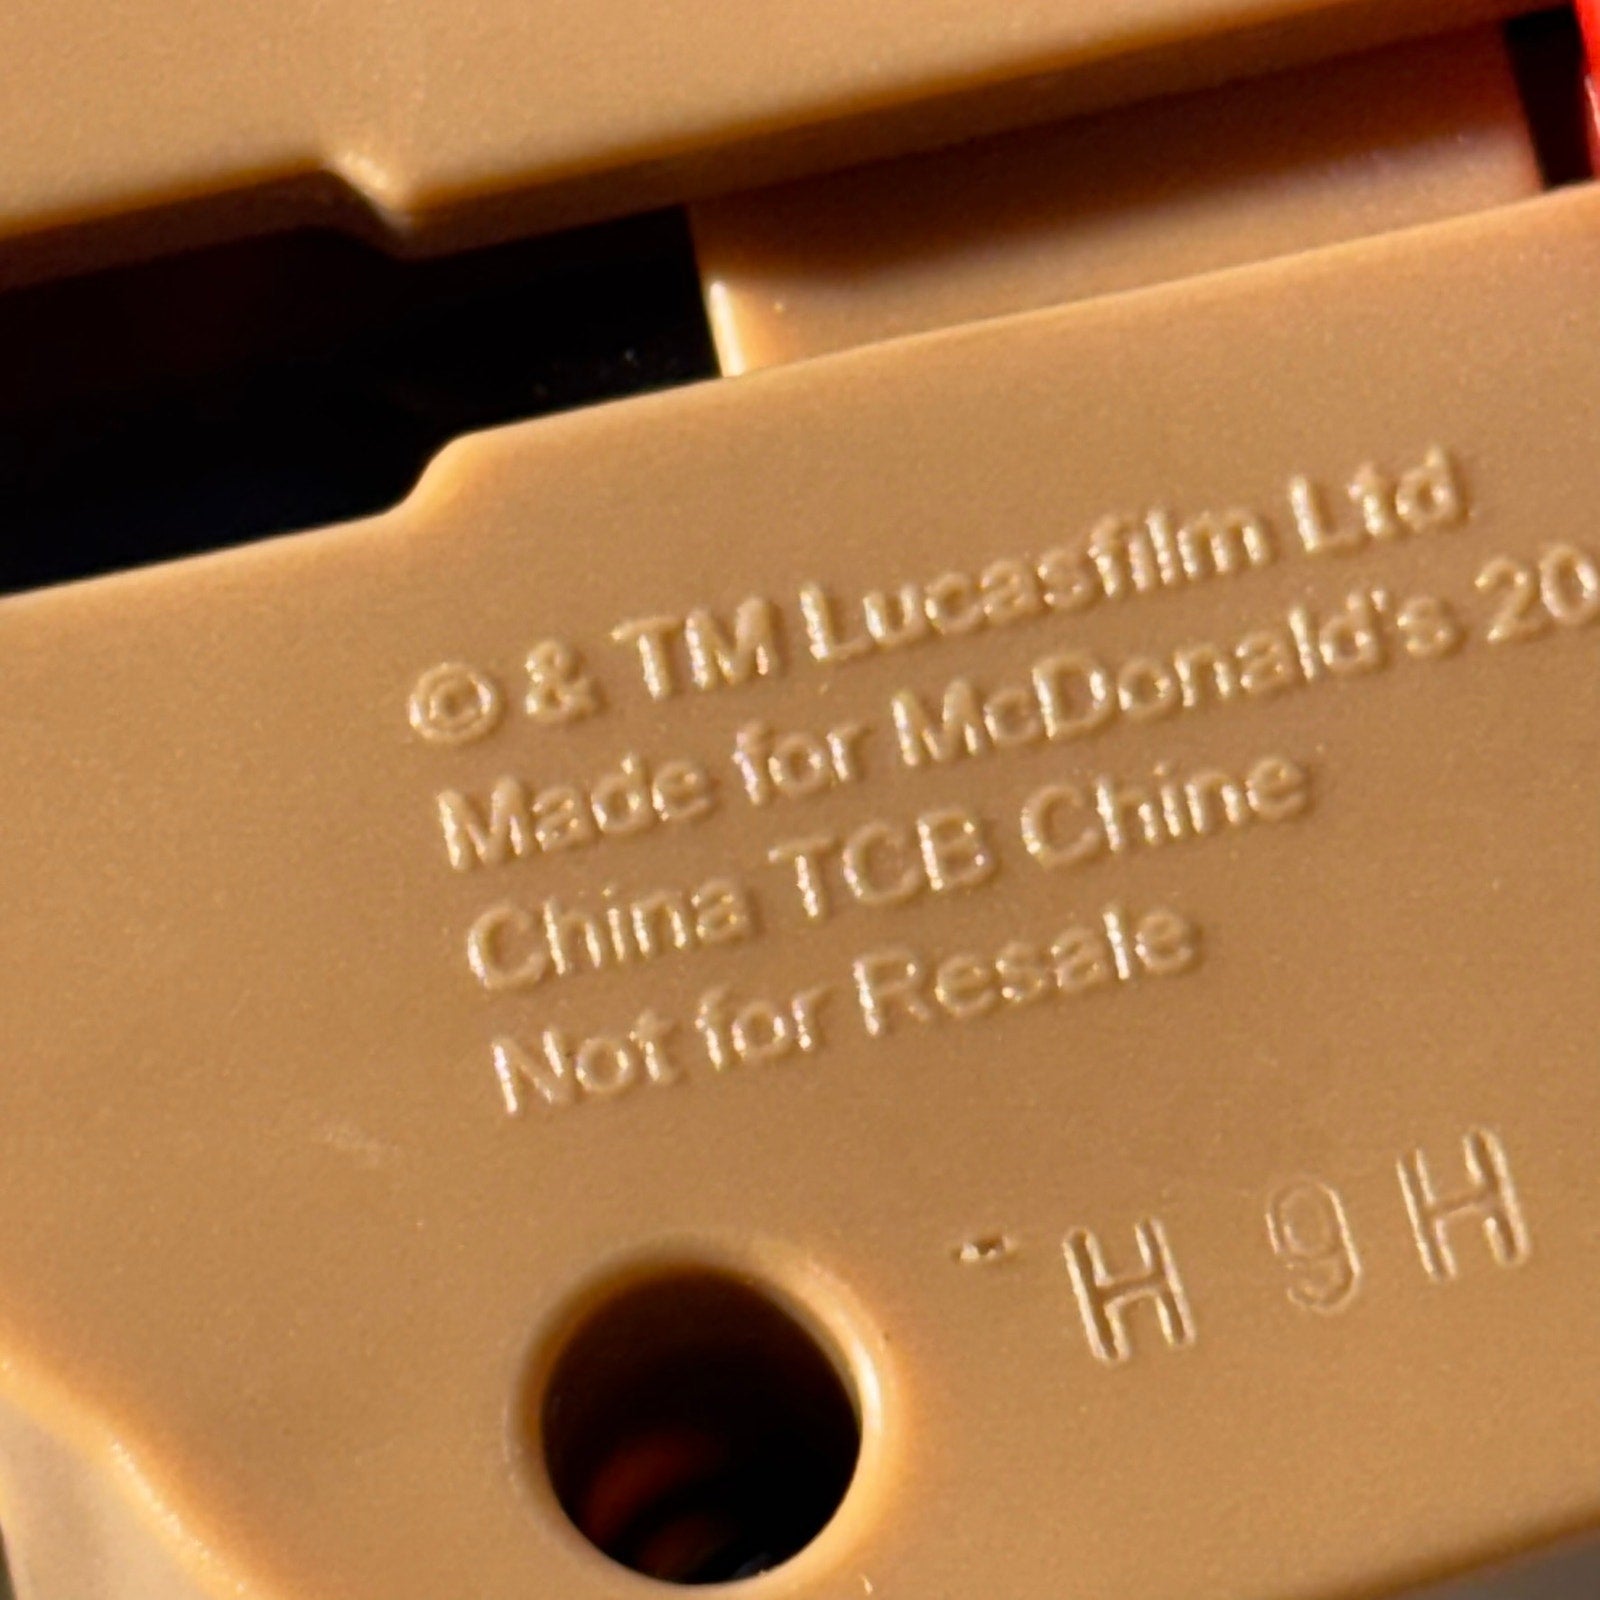 © & TM Lucasfilm Ltd
Made for McDonald's 20
China TCB Chine
Not for Resale
H 9 H